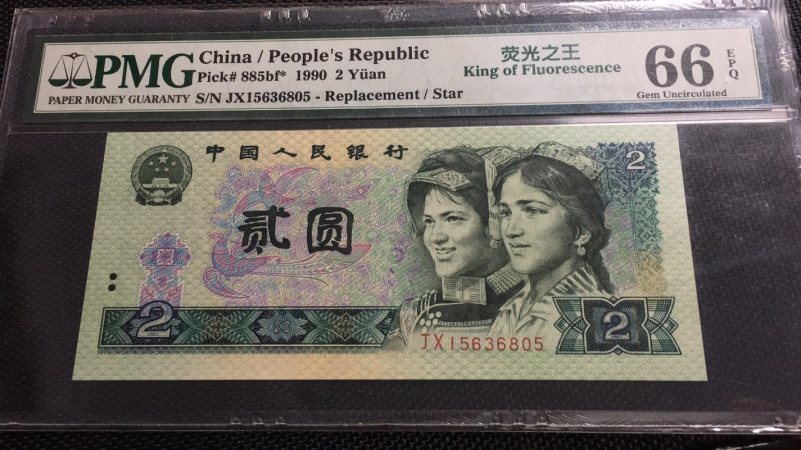 PMG
PAPER MONEY GUARANTY
China / People's Republic
Pick# 885bf* 1990 2 Yüan
S/N JX15636805 - Replacement / Star
荧光之王
King of Fluorescence
66
EPQ
Gem Uncirculated
中国人民银行
贰圆
2
2
2
JX15636805